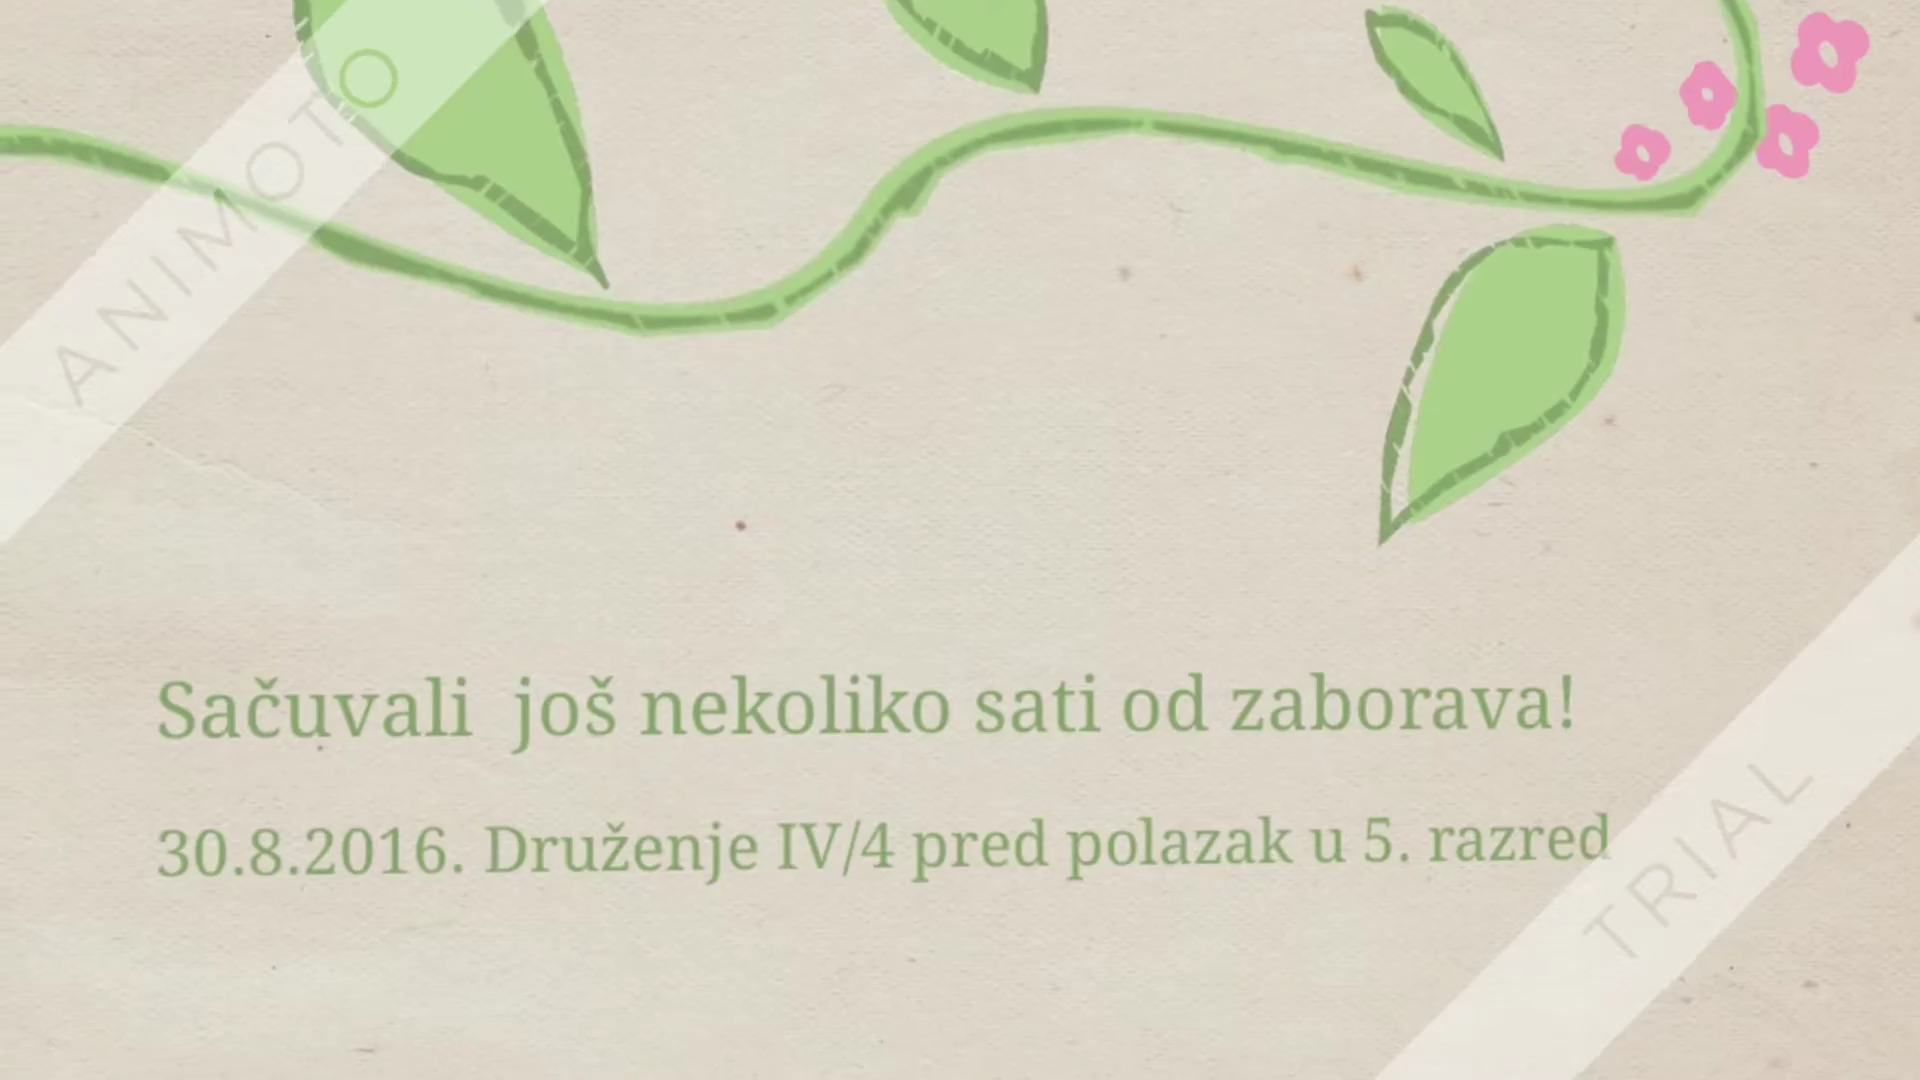 ANIMOTO
Sačuvali  još nekoliko sati od zaborava!
30.8.2016. Druženje IV/4 pred polazak u 5. razred
TRIAL